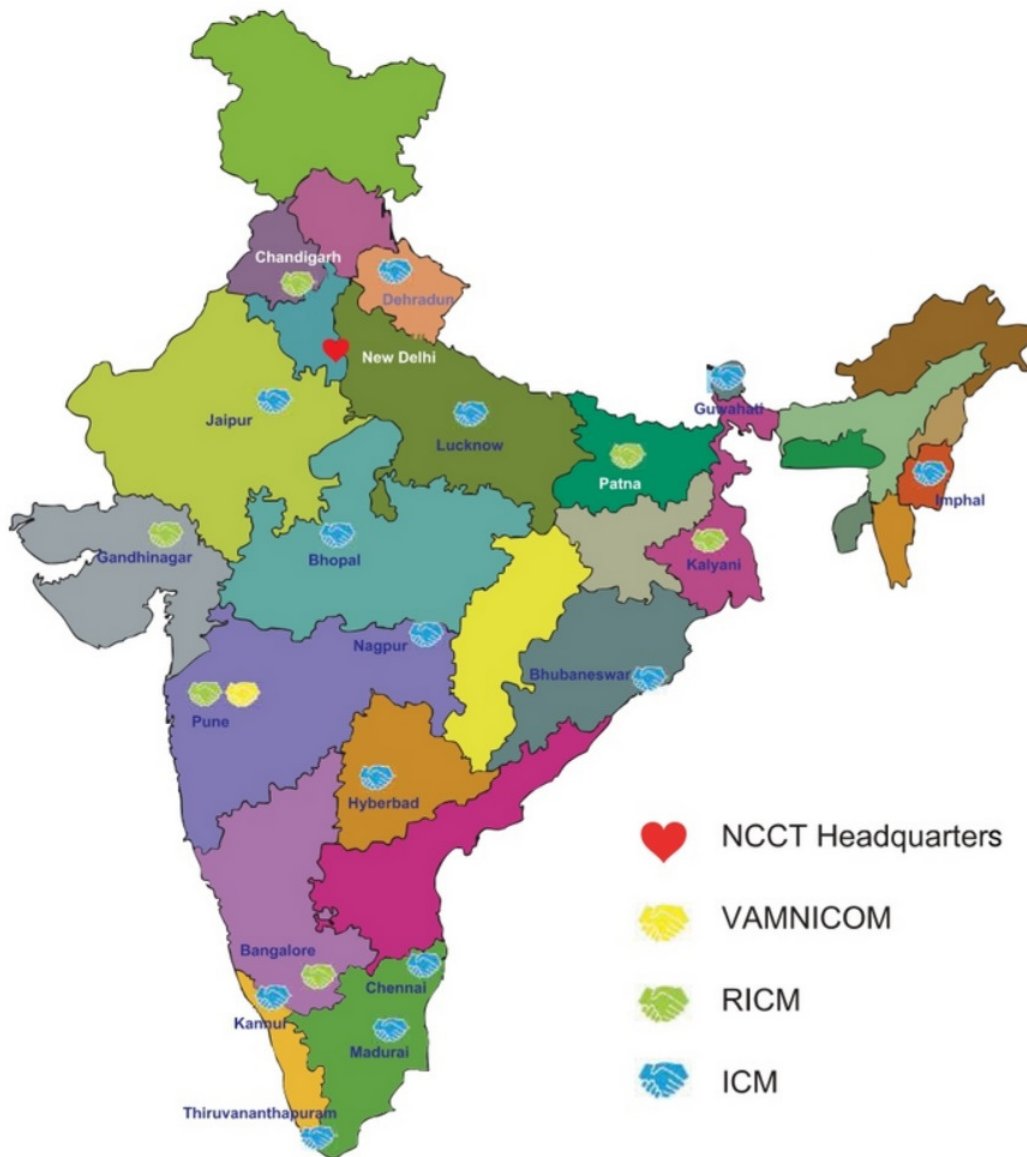 Chandigarh
Dehradun
New Delhi
Jaipur
Lucknow
Guwahati
Patna
Imphal
Gandhinagar
Bhopal
Kalyani
Nagpur
Bhubaneswar
Pune
Hyberbad
NCCT Headquarters
VAMNICOM
Bangalore
Chennai
RICM
Kannur
Madurai
ICM
Thiruvananthapuram